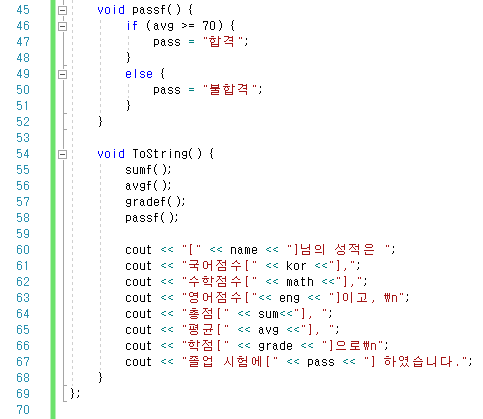 45 void passf() {
46 if (avg >= 70) {
47 pass = "합격";
48 }
49 else {
50 pass = "불합격";
51 }
52 }
53
54 void ToString() {
55 sumf();
56 avgf();
57 gradef();
58 passf();
59
60 cout << "[" << name << "]님의 성적은 ";
61 cout << "국어점수[" << kor <<"],";
62 cout << "수학점수[" << math <<"],";
63 cout << "영어점수["<< eng << "]이고, ₩n";
64 cout << "총점[" << sum<<"], ";
65 cout << "평균[" << avg <<"], ";
66 cout << "학점[" << grade << "]으로₩n";
67 cout << "졸업 시험에[" << pass << "] 하였습니다.";
68 }
69 };
70